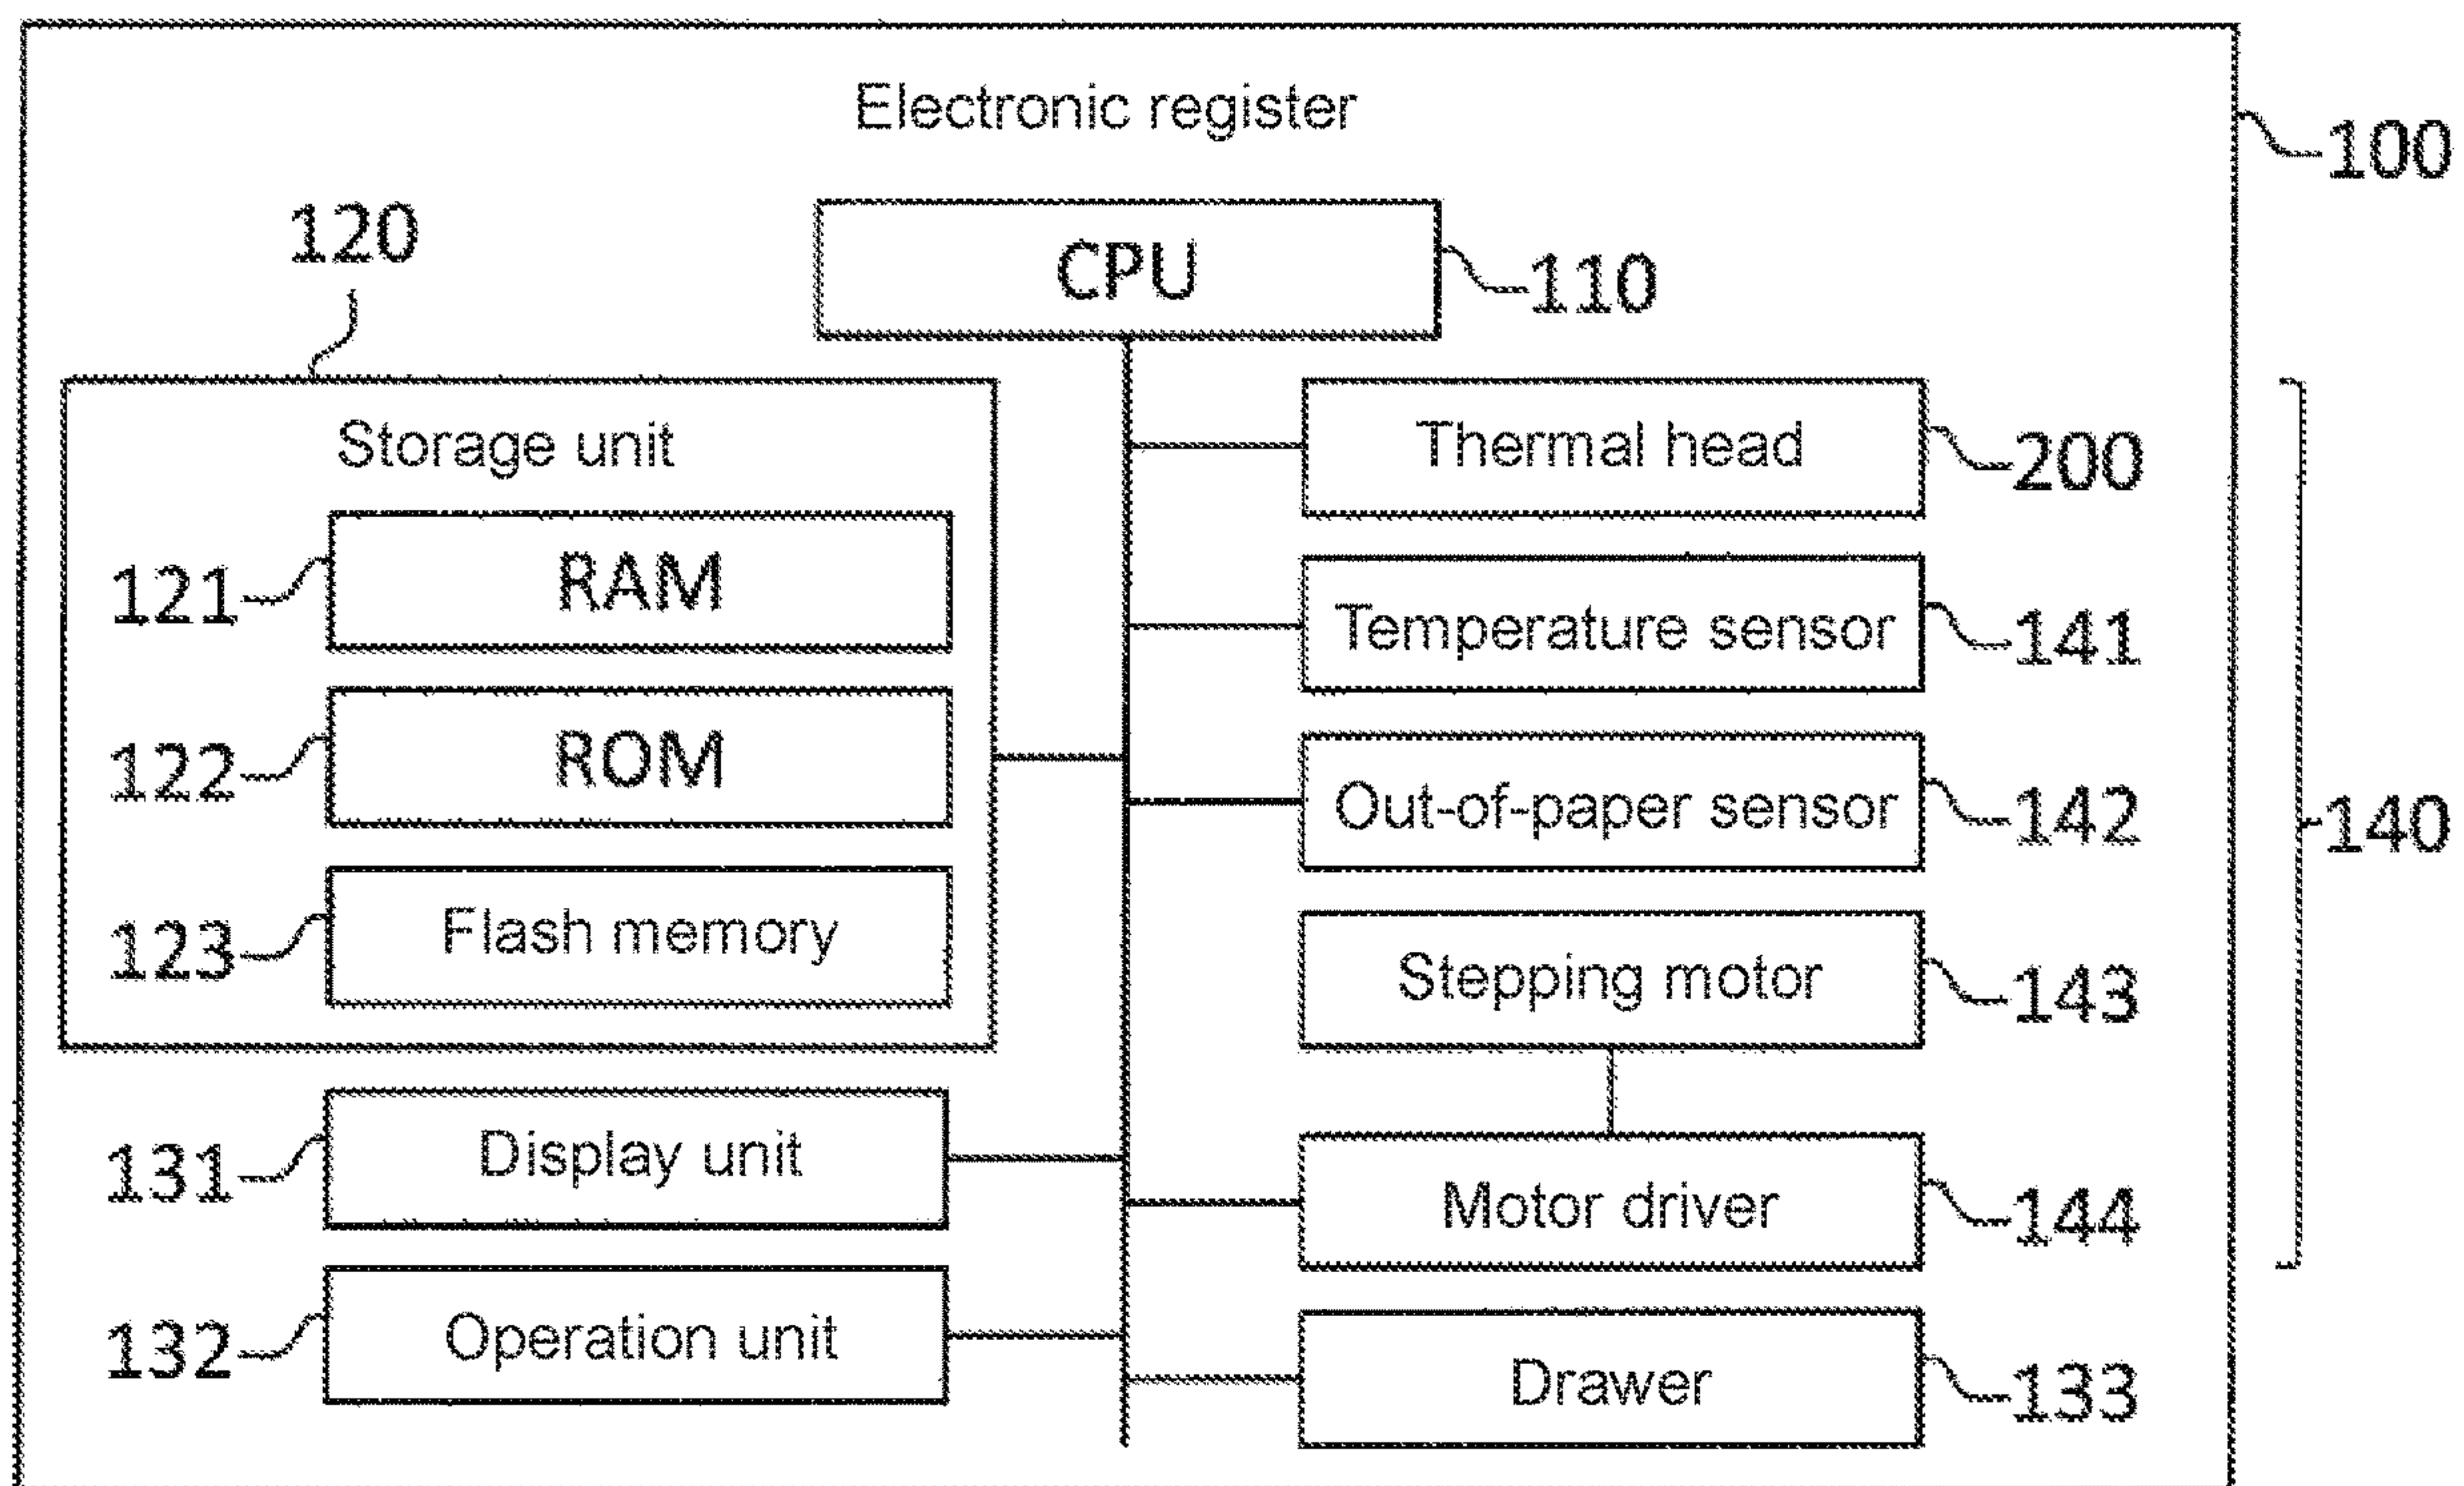 Electronic register
100
CPU
110
120
Storage unit
121
RAM
122
ROM
123
Flash memory
131
Display unit
132
Operation unit
Thermal head
200
Temperature sensor
141
Out-of-paper sensor
142
Stepping motor
143
Motor driver
144
140
Drawer
133